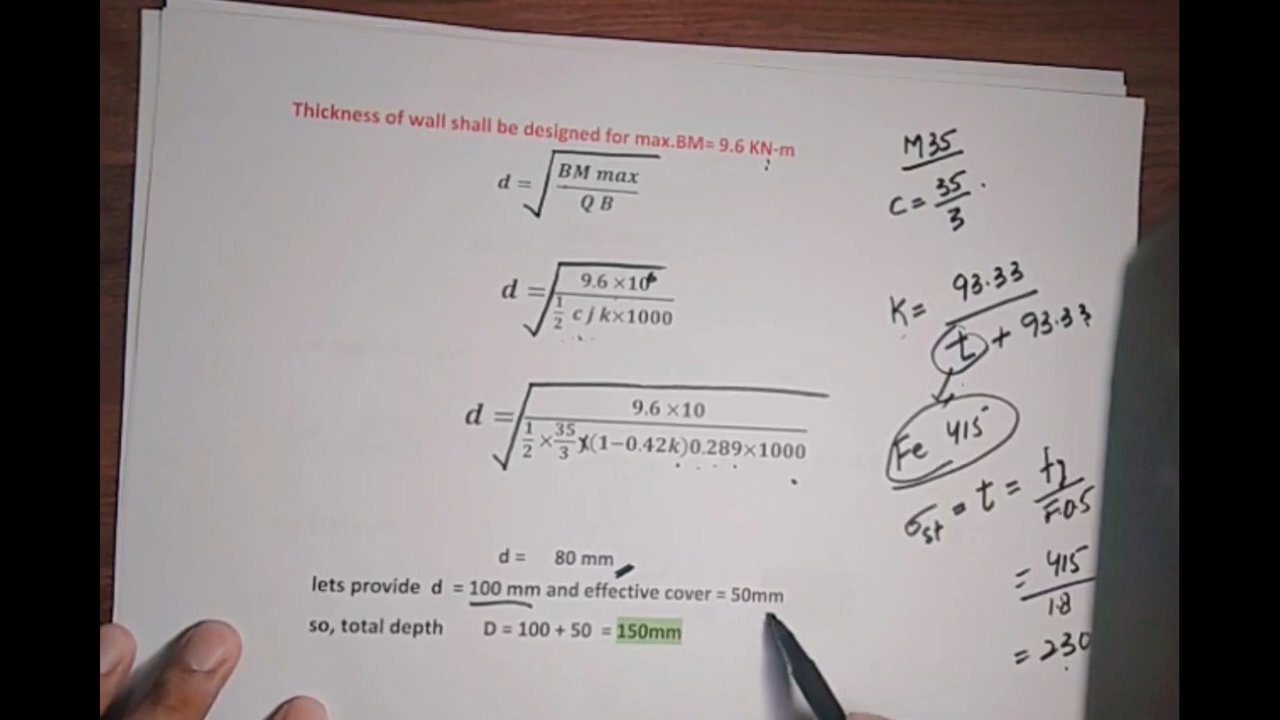 Thickness of wall shall be designed for max.BM= 9.6 KN-m
d = √(BM max / Q B)
d = √(9.6 ×10⁶ / ½ c j k×1000)
d = √(9.6 ×10 / ½ × 35/3 ×(1−0.42k)0.289×1000)
d = 80 mm
lets provide d = 100 mm and effective cover = 50mm
so, total depth D = 100 + 50 = 150mm
M35
C = 35/3
K = 93.33 / t + 93.33
Fe 415
σst = t = fy / F.O.S
= 415 / 1.8
= 230